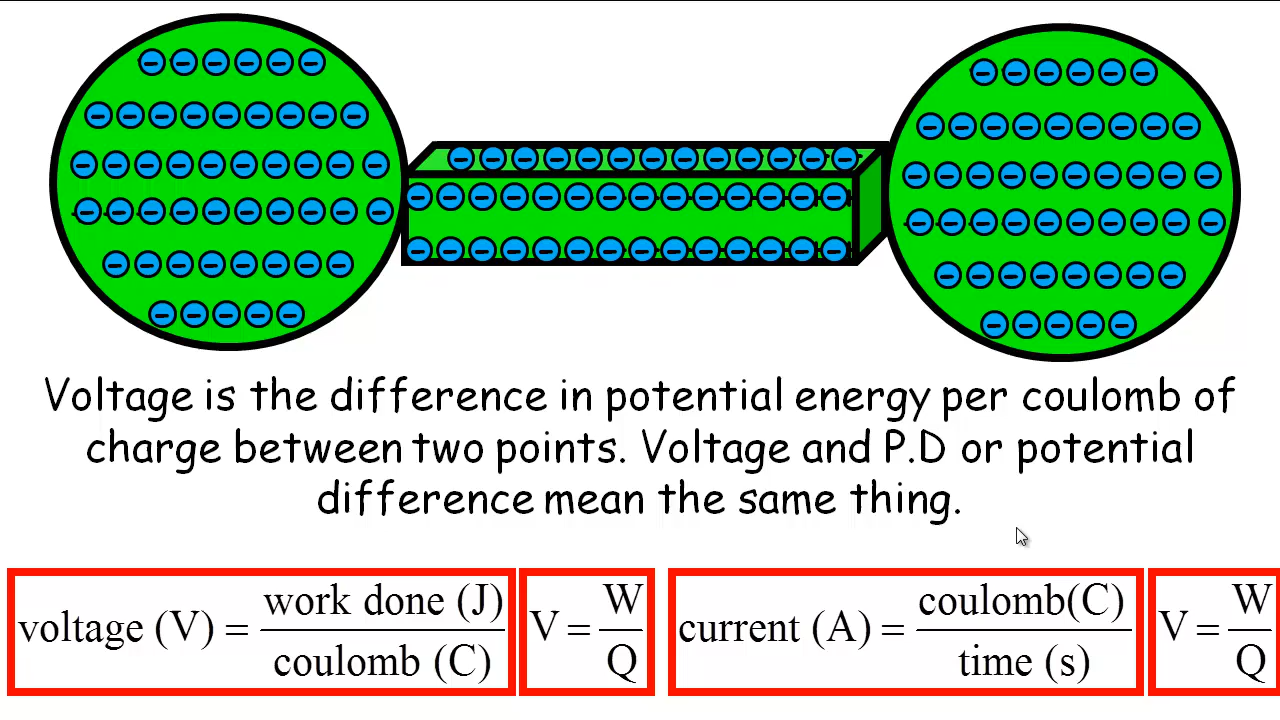 Voltage is the difference in potential energy per coulomb of
charge between two points. Voltage and P.D or potential
difference mean the same thing.
voltage (V) = work done (J) / coulomb (C)
V = W / Q
current (A) = coulomb(C) / time (s)
V = W / Q